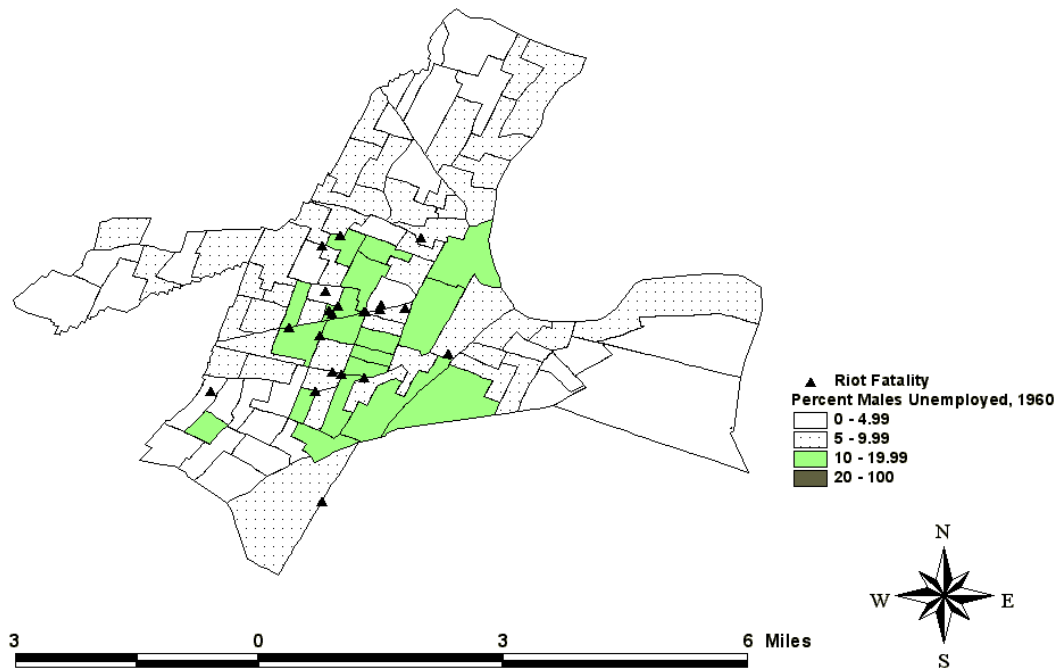 Riot Fatality
Percent Males Unemployed, 1960
0 - 4.99
5 - 9.99
10 - 19.99
20 - 100
N
W E
S
3 0 3 6 Miles